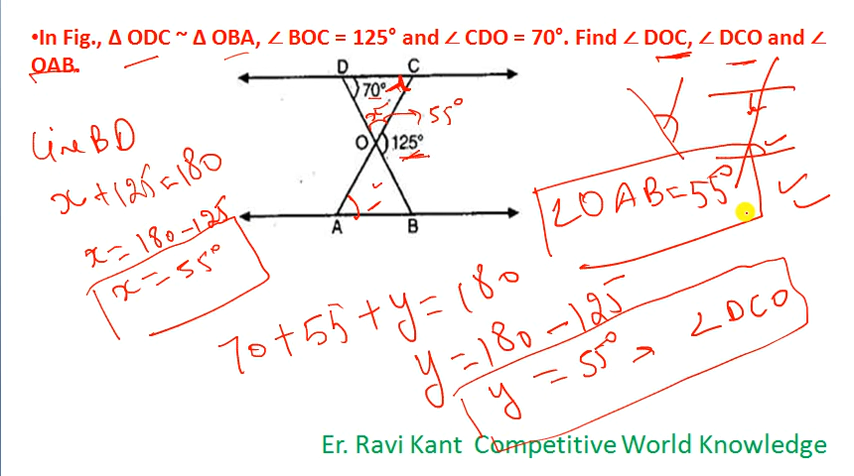 •In Fig., Δ ODC ~ Δ OBA, ∠ BOC = 125° and ∠ CDO = 70°. Find ∠ DOC, ∠ DCO and ∠
OAB.
D C
70°
x → 55°
O 125°
A B
Line BD
x + 125 = 180
x = 180 - 125
x = 55°
∠OAB = 55°
70 + 55 + y = 180
y = 180 - 125
y = 55° → ∠DCO
Er. Ravi Kant Competitive World Knowledge